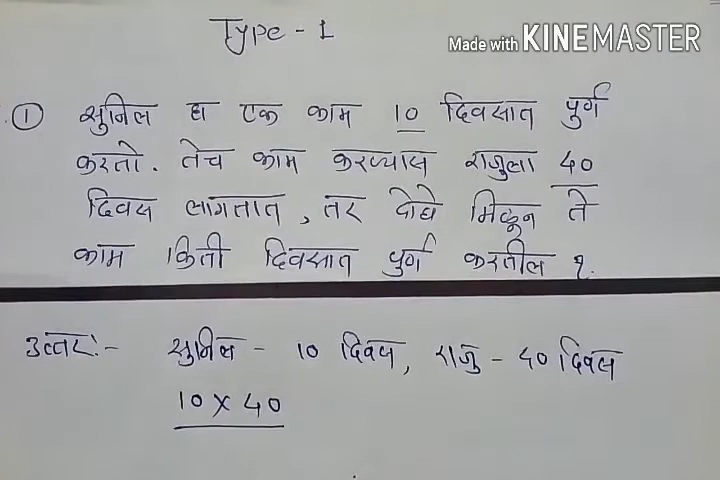 Type - 1
Made with KINEMASTER
① सुनिल हा एक काम 10 दिवसात पुर्ण
करतो. तेच काम करण्यास राजुला 40
दिवस लागतात, तर दोघे मिळून ते
काम किती दिवसात पुर्ण करतील ?.
उत्तर:- सुनिल - 10 दिवस, राजु - 40 दिवस
10 × 40